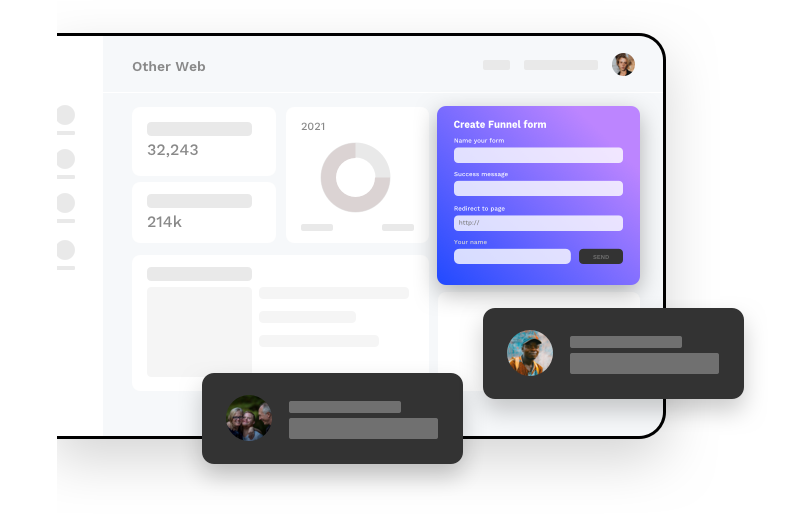 Other Web
32,243
214k
2021
Create Funnel form
Name your form
Success message
Redirect to page
http://
Your name
SEND